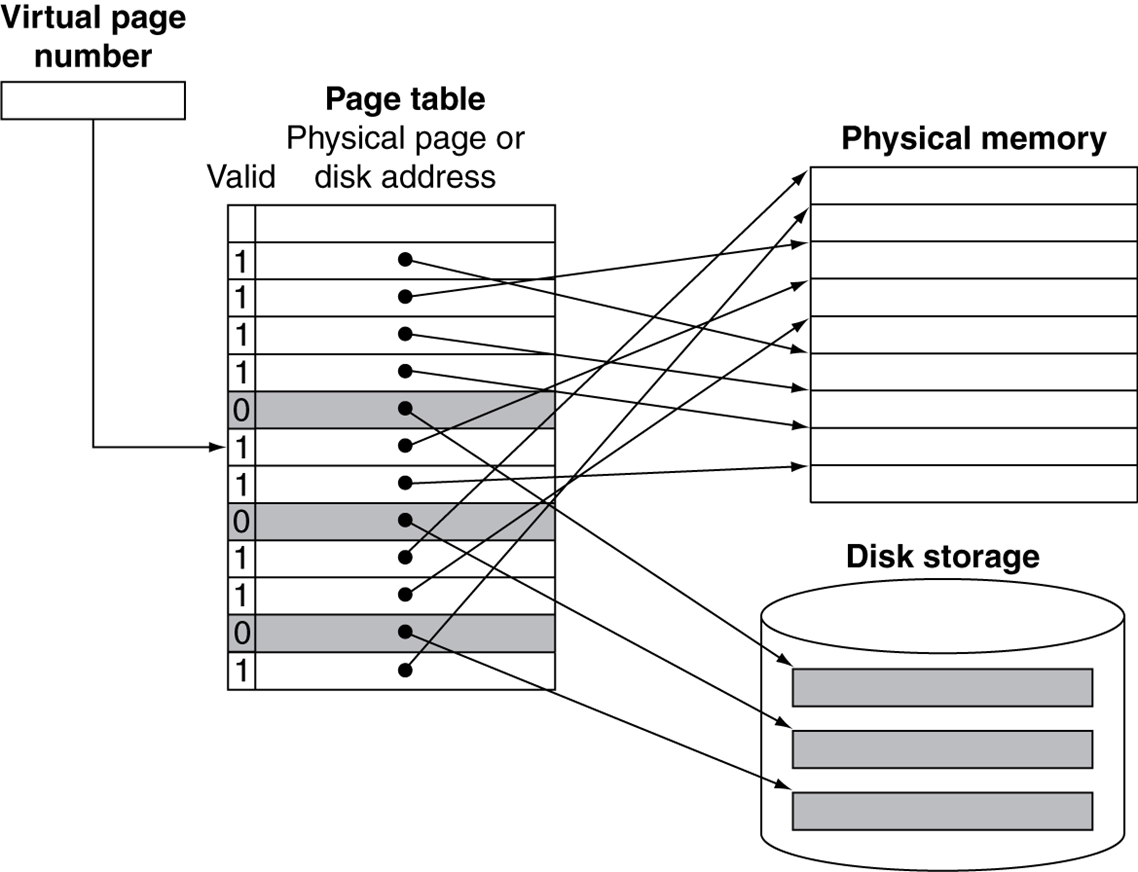 Virtual page
number
Page table
Physical page or
Valid disk address
Physical memory
1
1
1
1
0
1
1
0
1
1
0
1
Disk storage